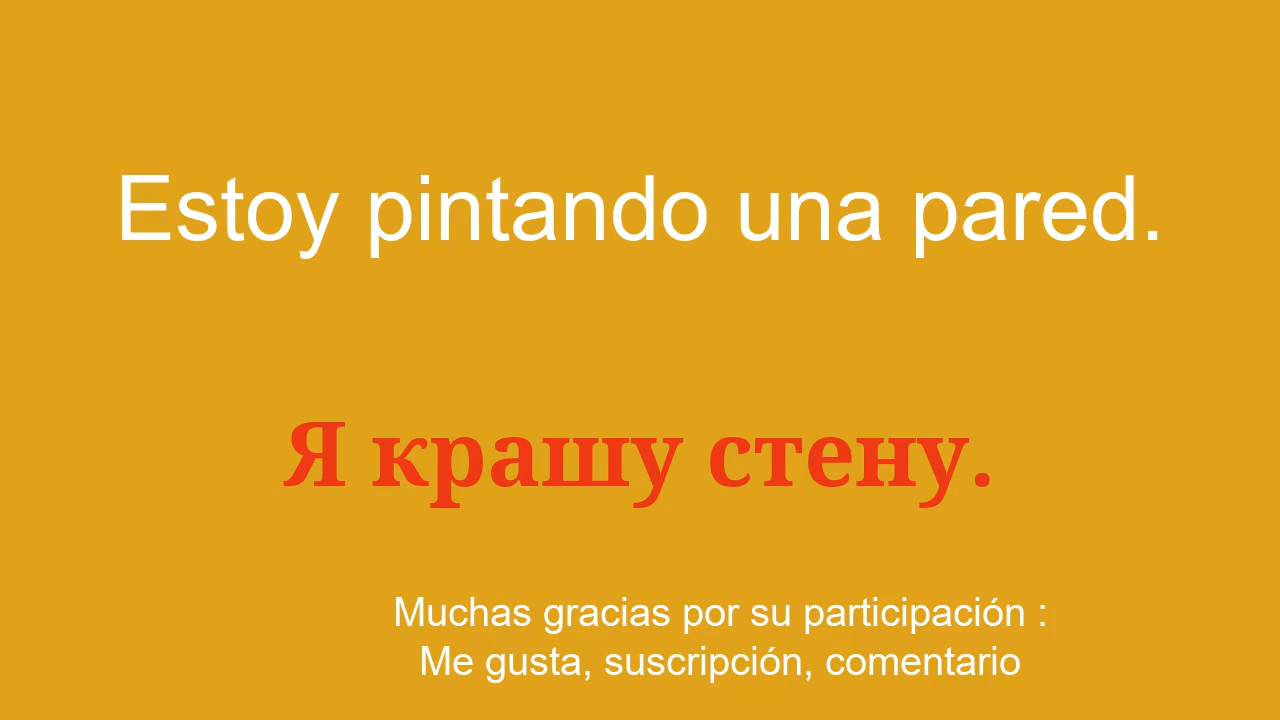 Estoy pintando una pared.
Я крашу стену.
Muchas gracias por su participación :
Me gusta, suscripción, comentario